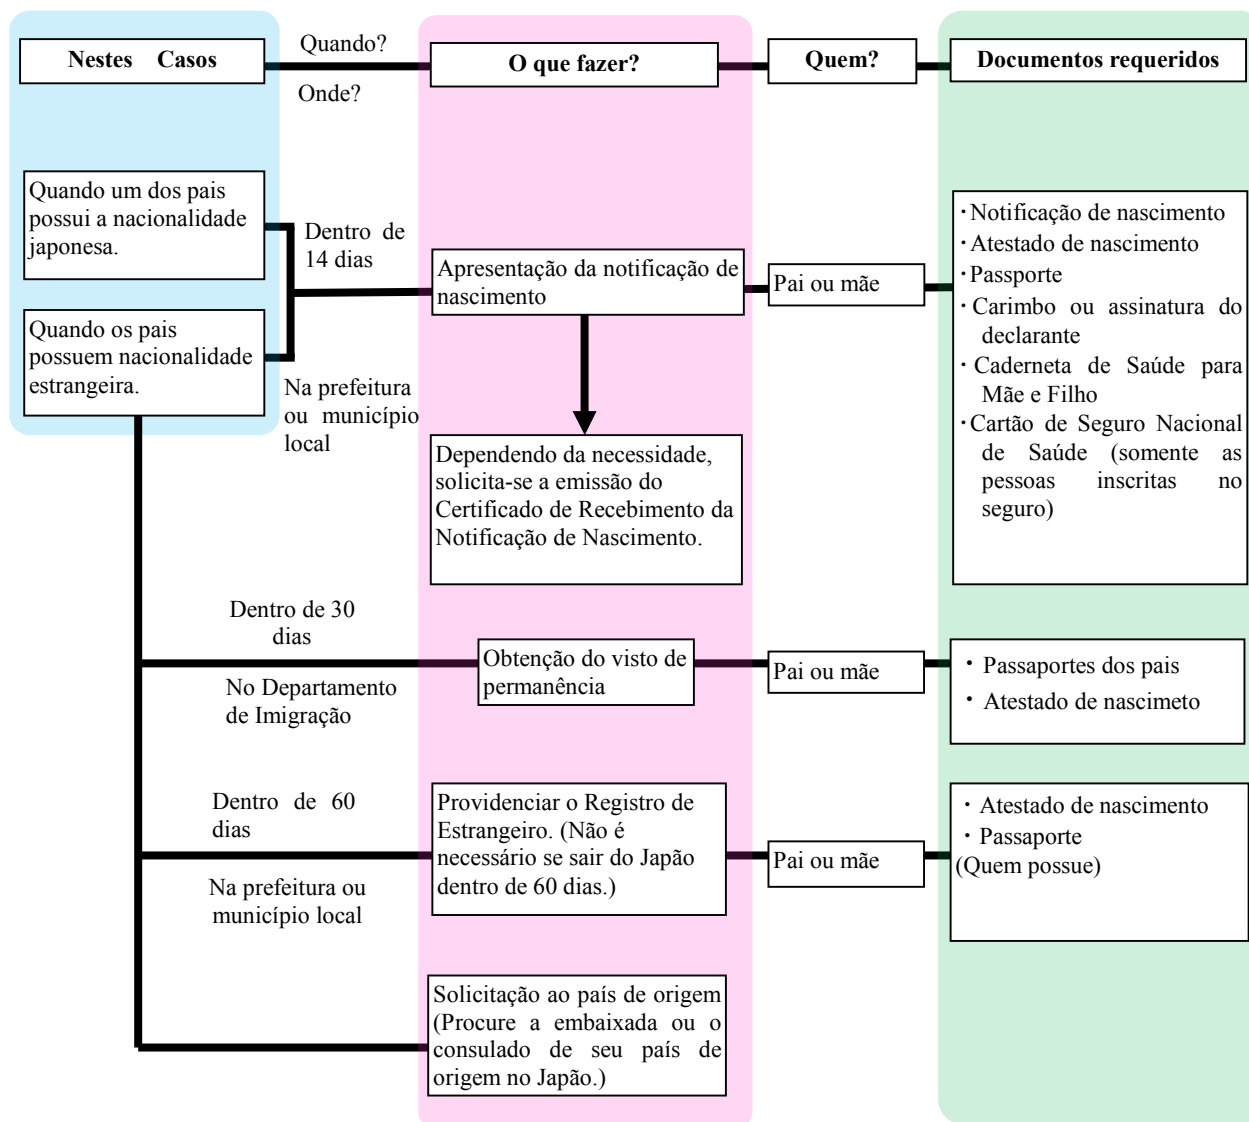 Nestes Casos
Quando?
Onde?
O que fazer?
Quem?
Documentos requeridos
Quando um dos pais
possui a nacionalidade
japonesa.
Quando os pais
possuem nacionalidade
estrangeira.
Dentro de
14 dias
Na prefeitura
ou município
local
Apresentação da notificação de
nascimento
Pai ou mãe
・Notificação de nascimento
・Atestado de nascimento
・Passporte
・Carimbo ou assinatura do
declarante
・Caderneta de Saúde para
Mãe e Filho
・Cartão de Seguro Nacional
de Saúde (somente as
pessoas inscritas no
seguro)
Dependendo da necessidade,
solicita-se a emissão do
Certificado de Recebimento da
Notificação de Nascimento.
Dentro de 30
dias
No Departamento
de Imigração
Obtenção do visto de
permanência
Pai ou mãe
・Passaportes dos pais
・Atestado de nascimeto
Dentro de 60
dias
Na prefeitura ou
município local
Providenciar o Registro de
Estrangeiro. (Não é
necessário se sair do Japão
dentro de 60 dias.)
Pai ou mãe
・Atestado de nascimento
・Passaporte
(Quem possue)
Solicitação ao país de origem
(Procure a embaixada ou o
consulado de seu país de
origem no Japão.)